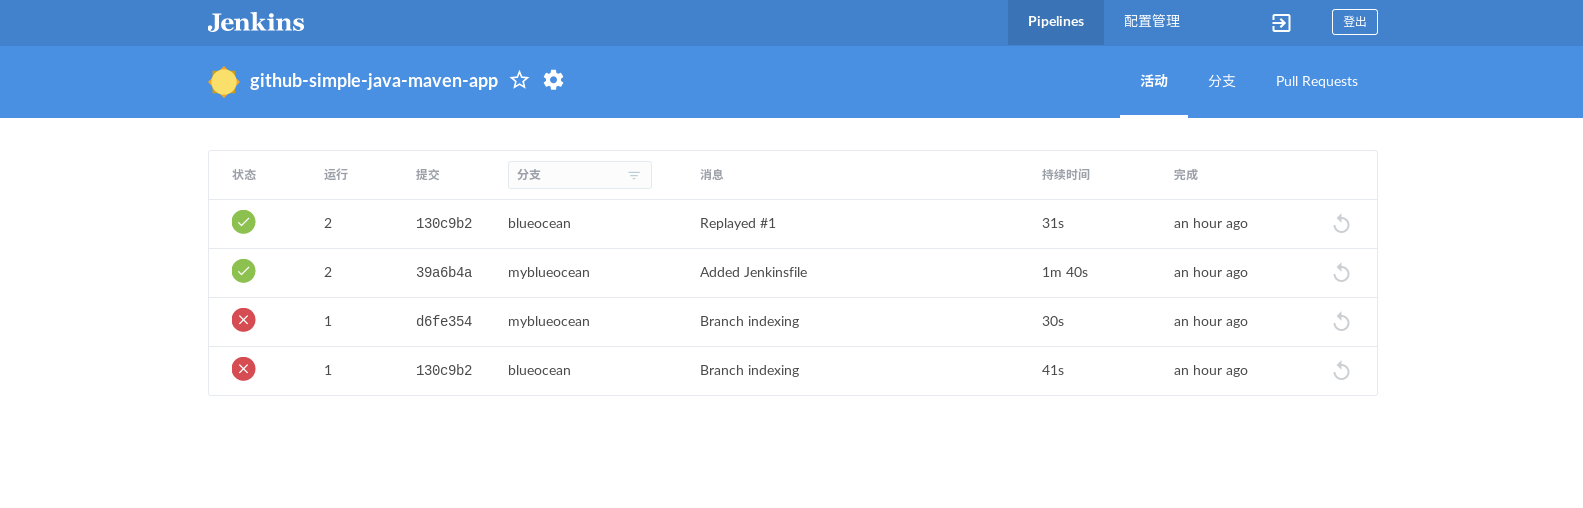 Jenkins Pipelines 配置管理 登出
github-simple-java-maven-app 活动 分支 Pull Requests
状态 运行 提交 分支 消息 持续时间 完成
2 130c9b2 blueocean Replayed #1 31s an hour ago
2 39a6b4a myblueocean Added Jenkinsfile 1m 40s an hour ago
1 d6fe354 myblueocean Branch indexing 30s an hour ago
1 130c9b2 blueocean Branch indexing 41s an hour ago